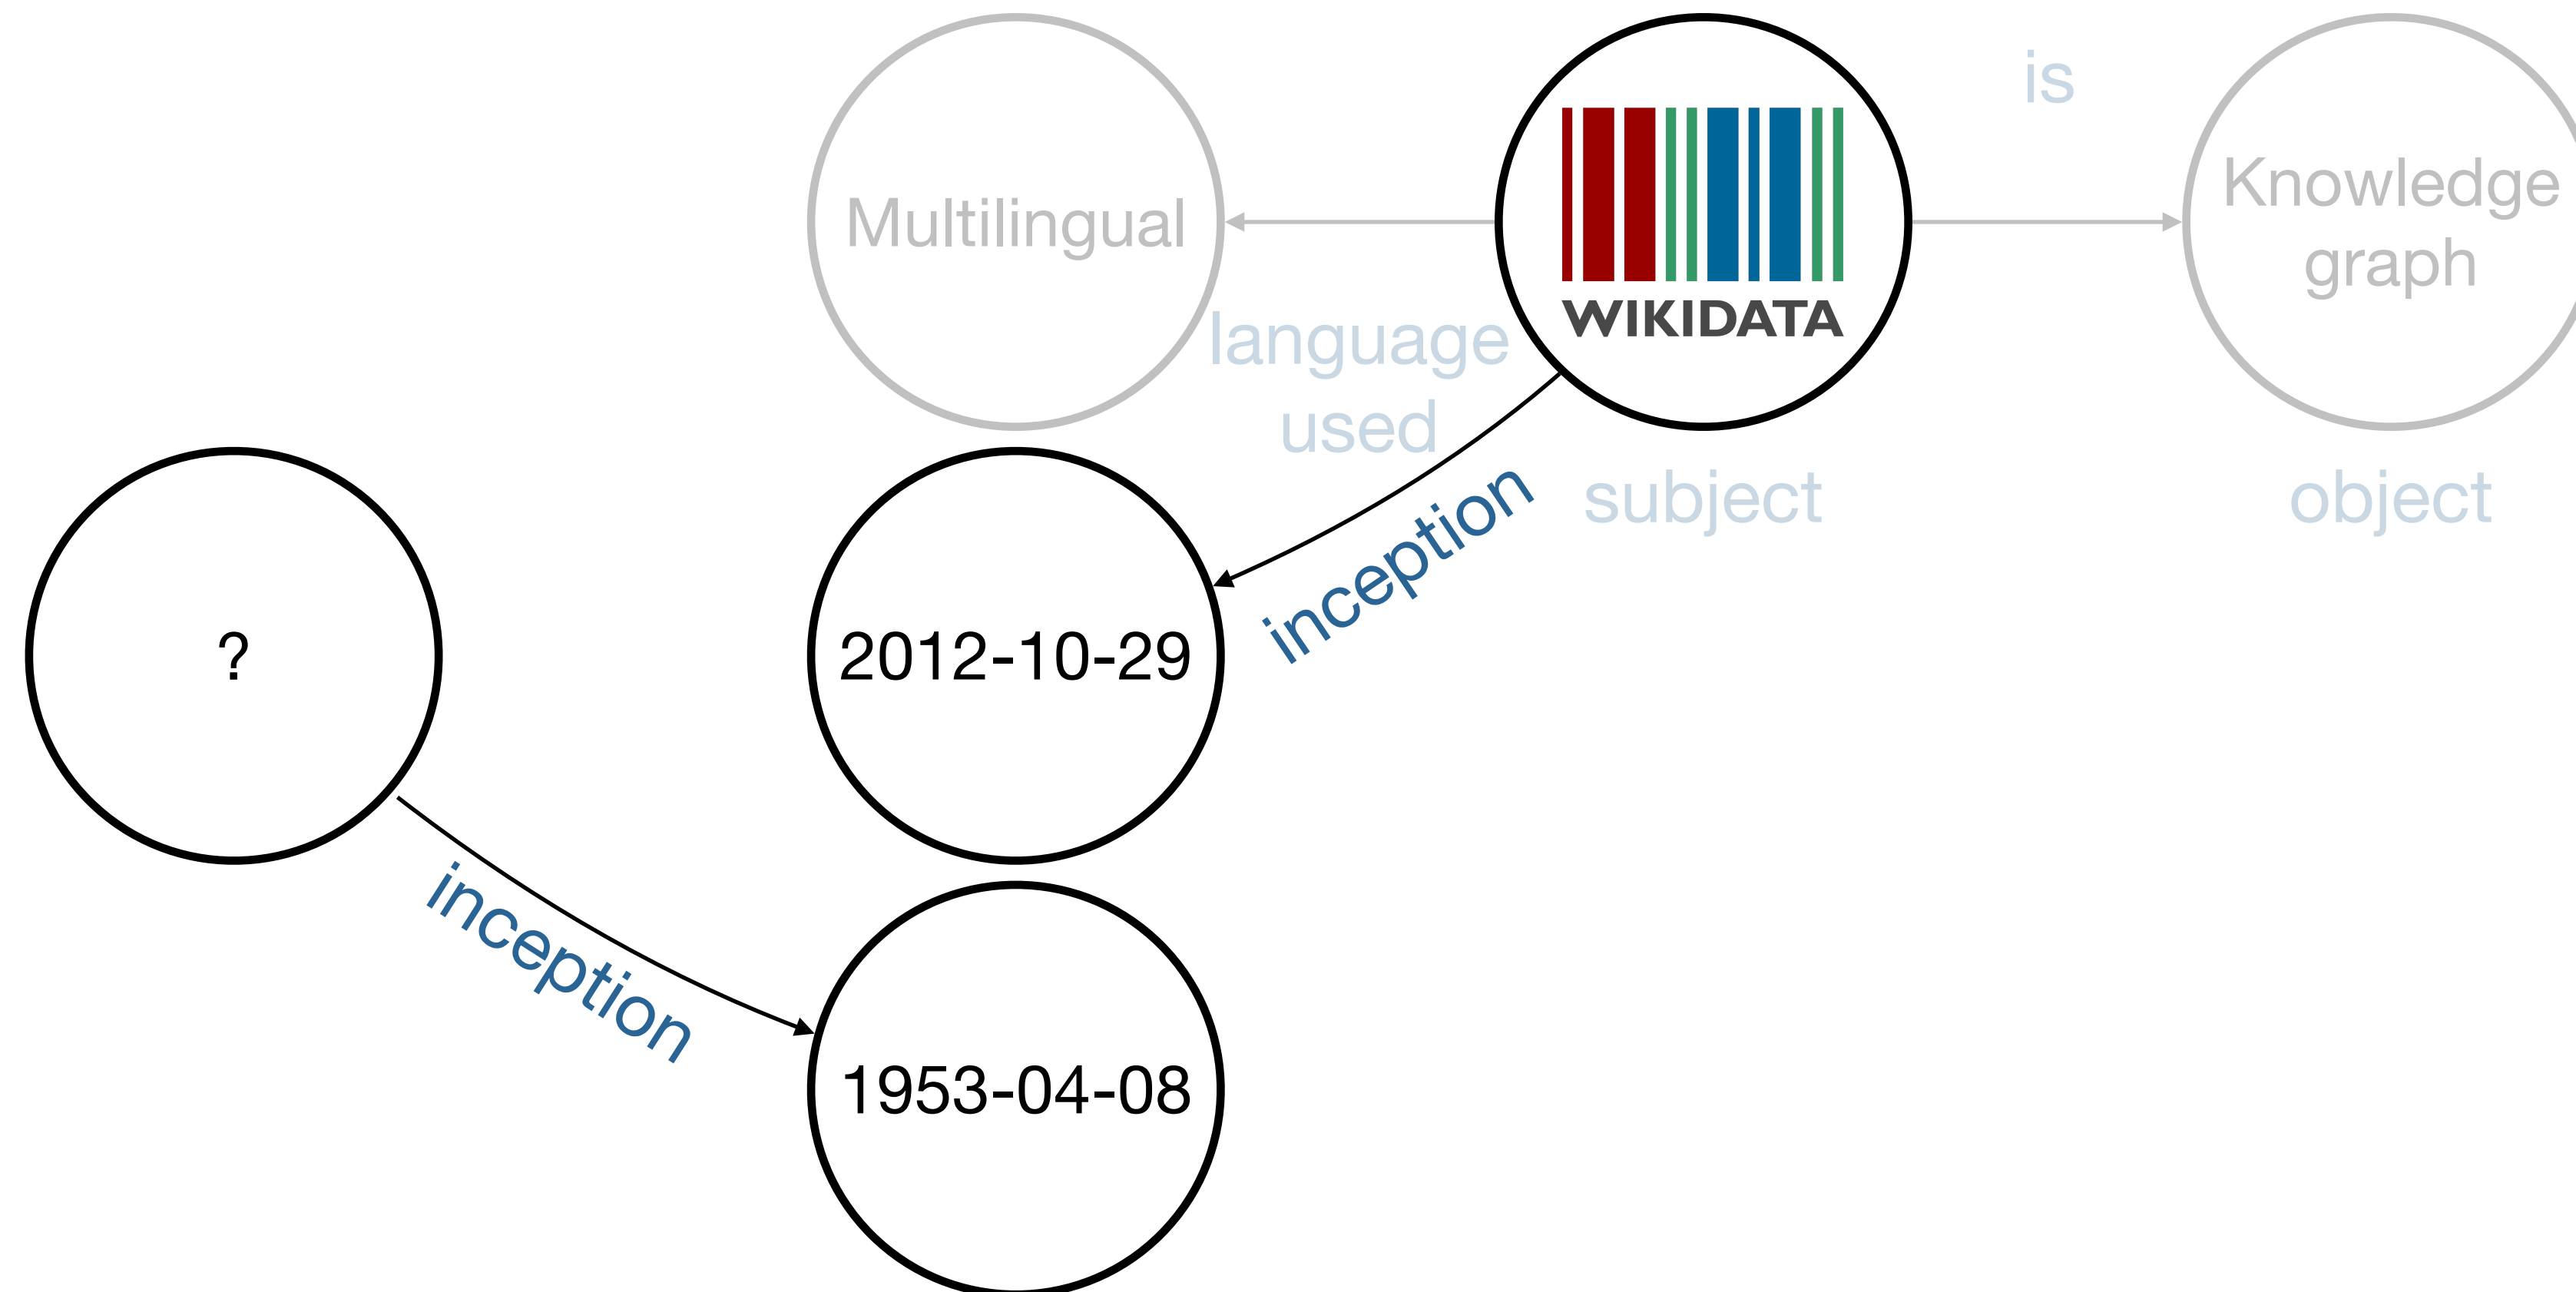 is
Multilingual
WIKIDATA
Knowledge
graph
language
used
inception
subject
object
?
2012-10-29
inception
1953-04-08